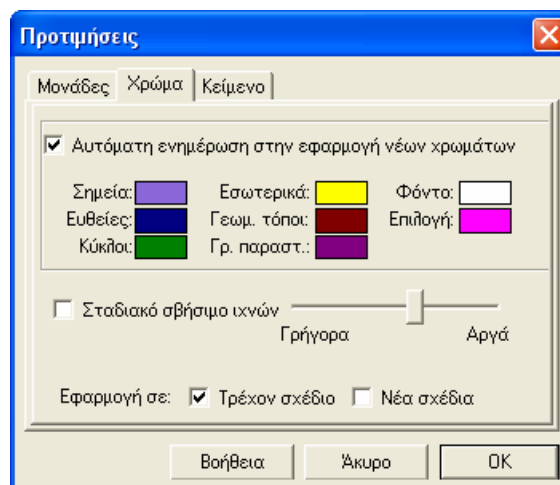 Προτιμήσεις
Μονάδες Χρώμα Κείμενο
Αυτόματη ενημέρωση στην εφαρμογή νέων χρωμάτων
Σημεία: Εσωτερικά: Φόντο:
Ευθείες: Γεωμ. τόποι: Επιλογή:
Κύκλοι: Γρ. παραστ.:
Σταδιακό σβήσιμο ιχνών
Γρήγορα Αργά
Εφαρμογή σε: Τρέχον σχέδιο Νέα σχέδια
Βοήθεια Άκυρο OK